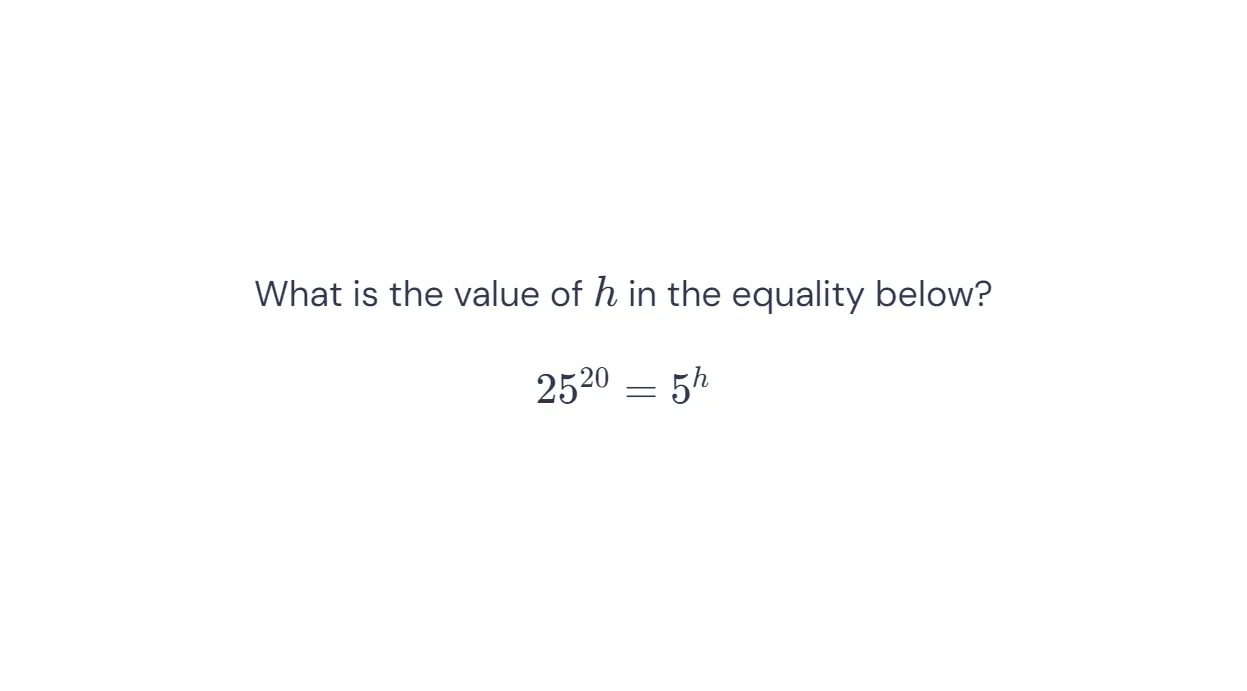 What is the value of h in the equality below?
25^{20} = 5^{h}